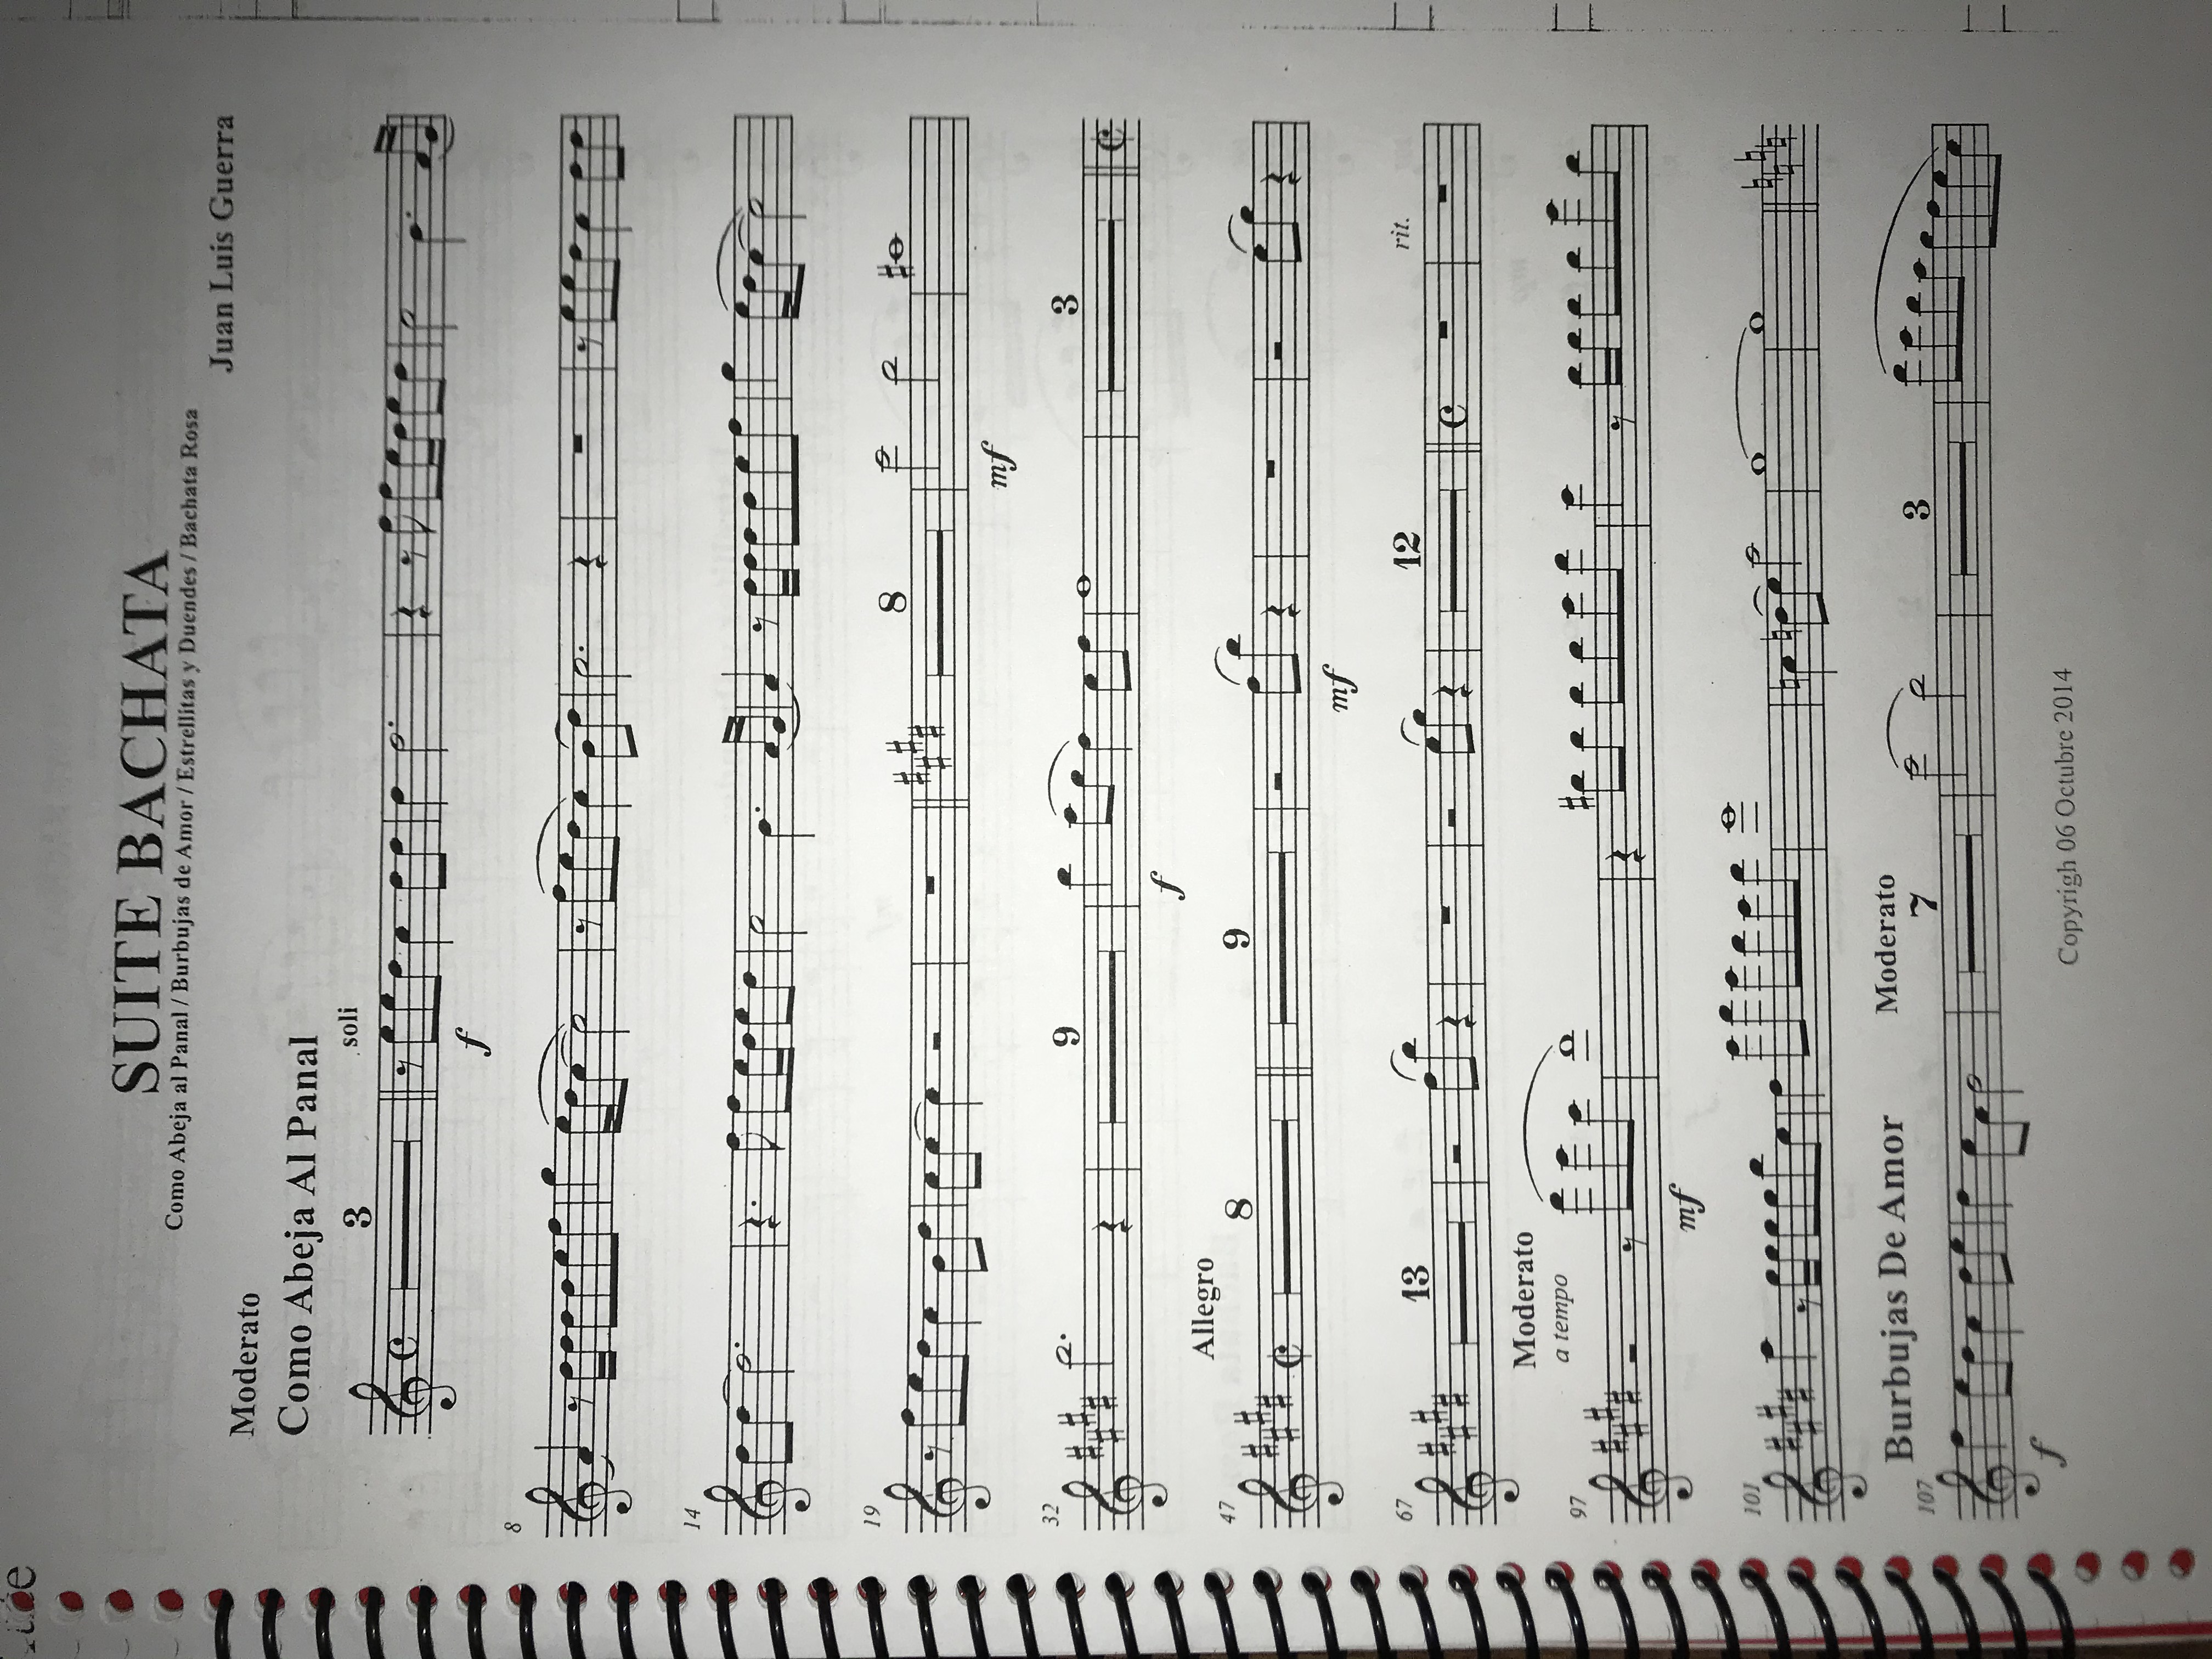 SUITE BACHATA
Como Abeja al Panal / Burbujas de Amor / Estrellitas y Duendes / Bachata Rosa
Juan Luis Guerra
Moderato
Como Abeja Al Panal
3
soli
f
8
14
19
8
mf
32
9
3
f
Allegro
47
8
9
mf
67
13
12
rit.
Moderato
a tempo
97
mf
101
Burbujas De Amor
Moderato
107
7
3
f
Copyrigh 06 Octubre 2014